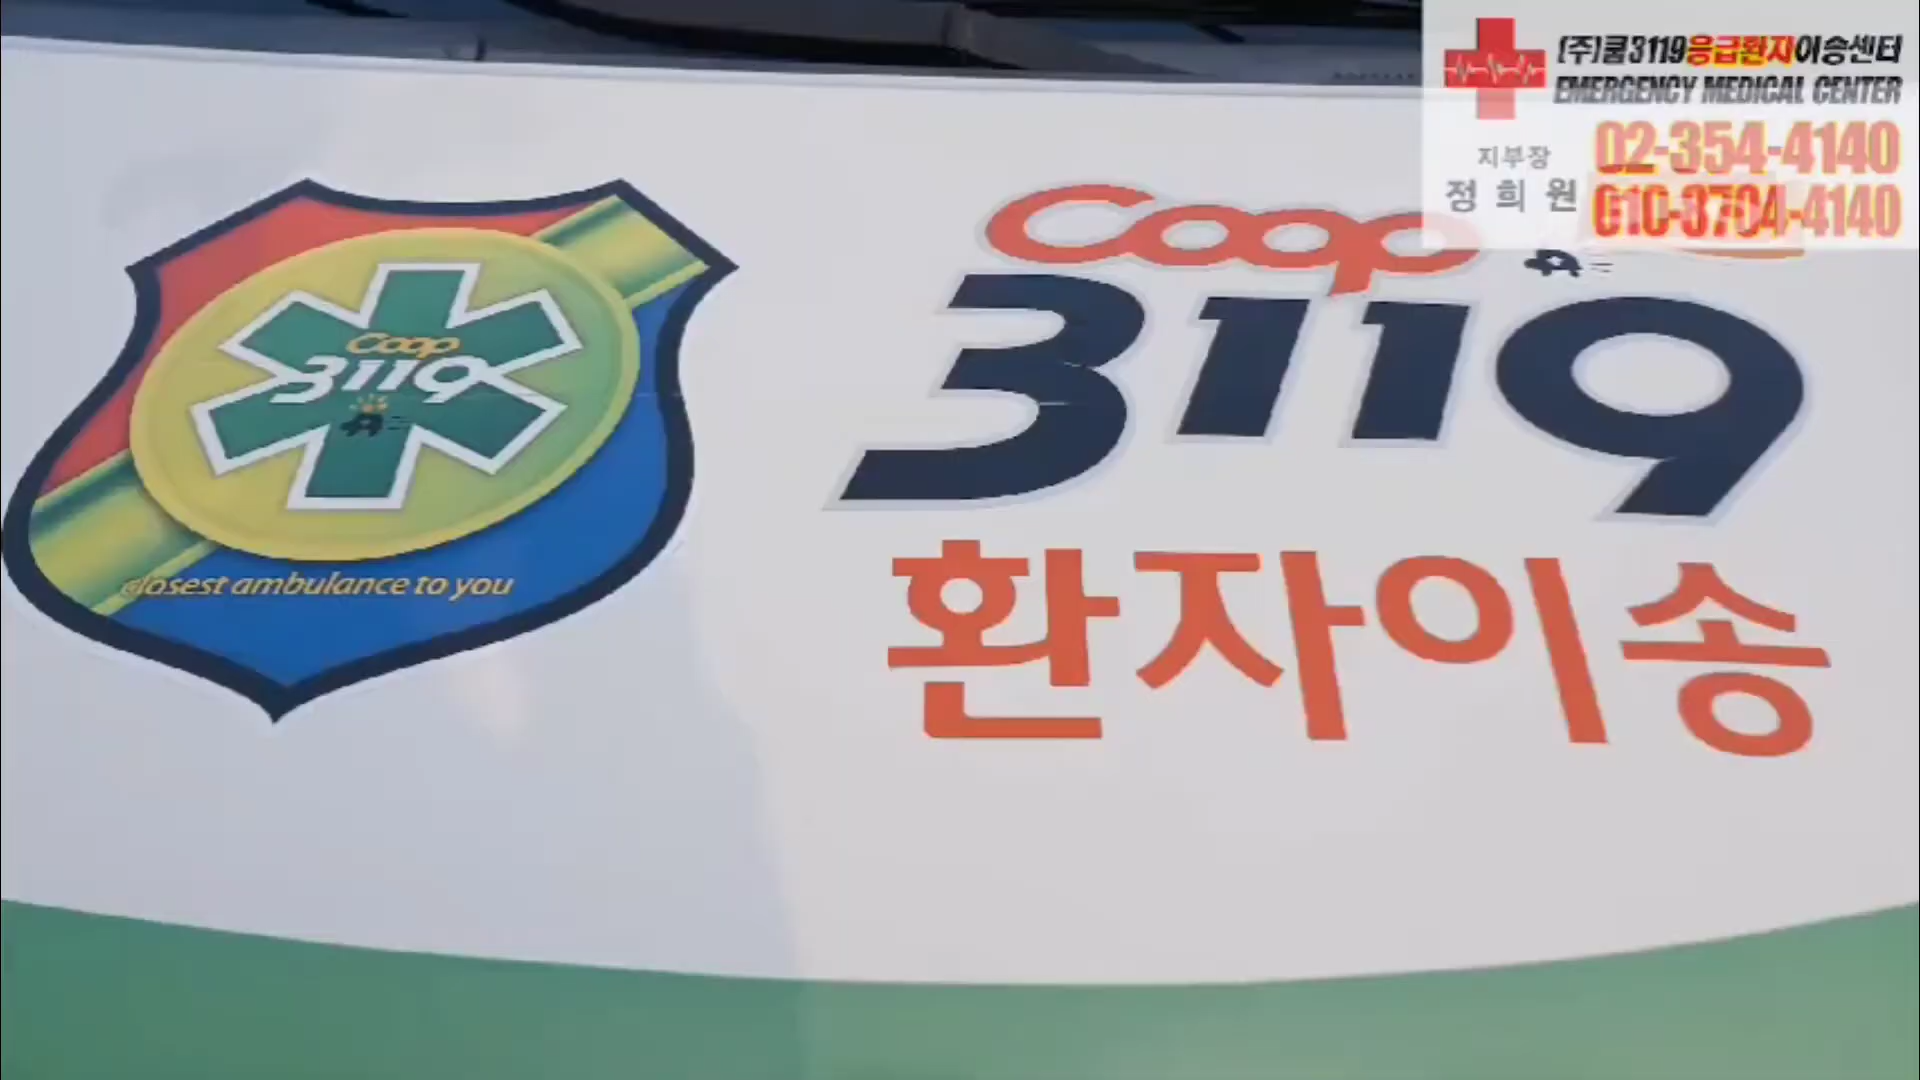 (주)쿱3119응급환자이송센터
EMERGENCY MEDICAL CENTER
지부장
정희원
02-354-4140
010-3704-4140
Coop
3119
환자이송
Coop
3119
closest ambulance to you